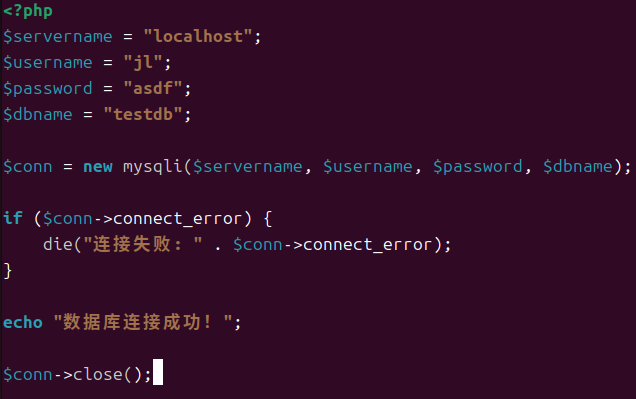 <?php
$servername = "localhost";
$username = "jl";
$password = "asdf";
$dbname = "testdb";
$conn = new mysqli($servername, $username, $password, $dbname);
if ($conn->connect_error) {
    die("连接失败: " . $conn->connect_error);
}
echo "数据库连接成功! ";
$conn->close();